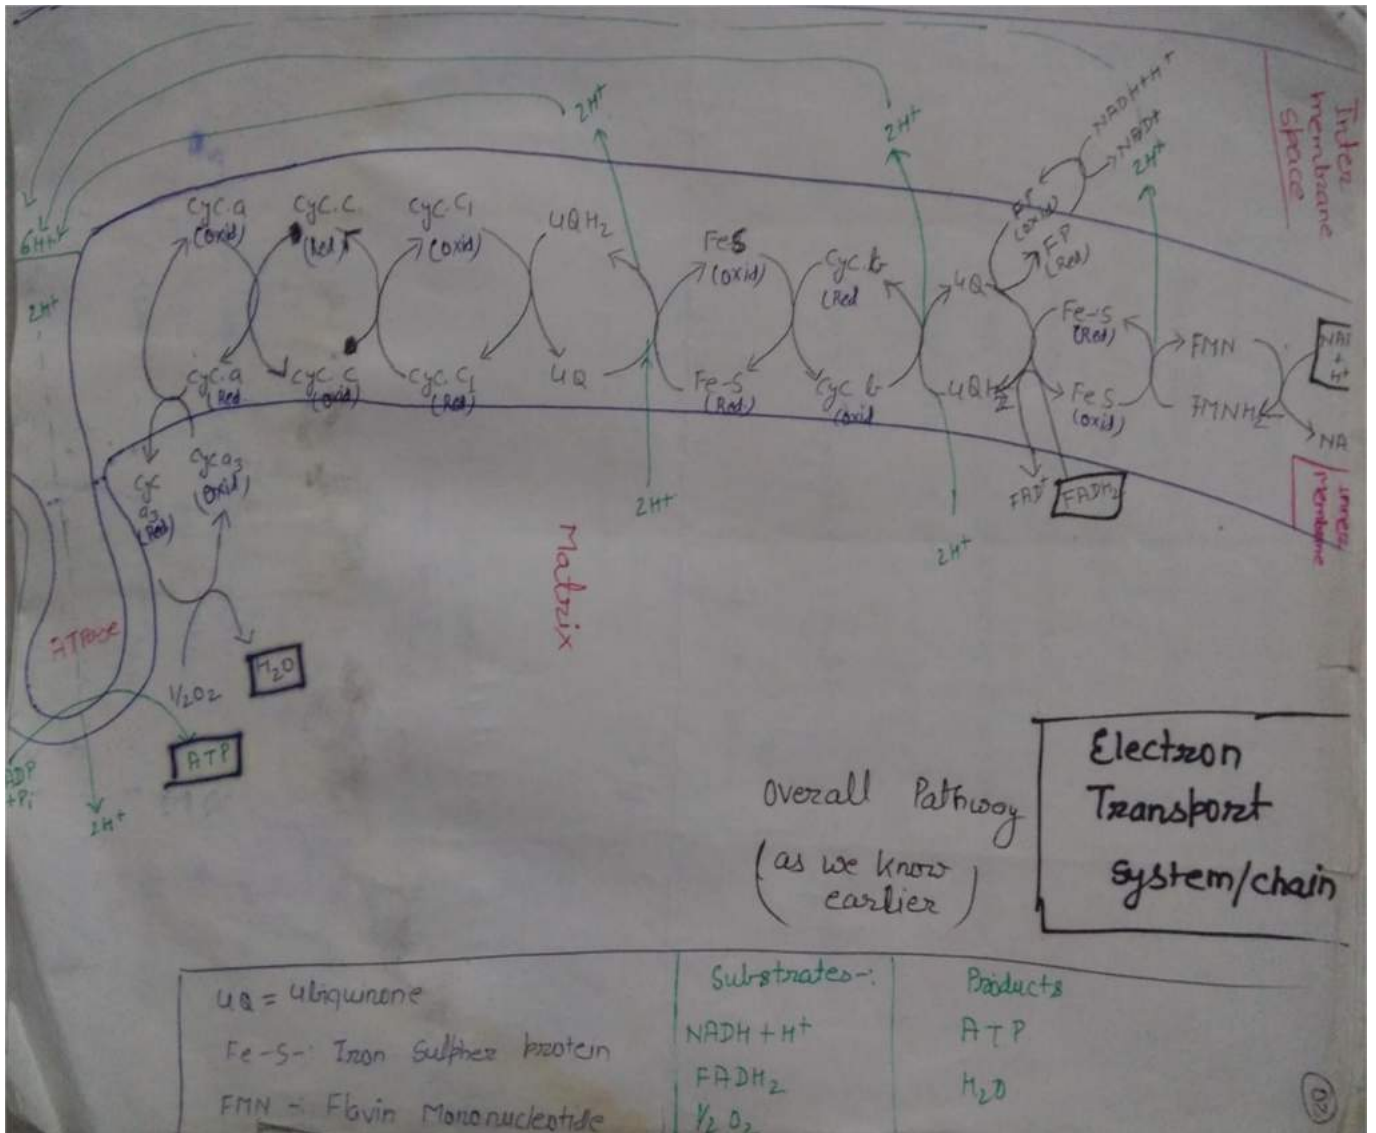 Inter
membrane
space
NADH+H+
NAD+
2H+
2H+
2H+
6H+
2H+
Cyc.a
(Oxid)
Cyc.C.
(Red)
Cyc.C1
(Oxid)
UQH2
FeS
(Oxid)
Cyc.b
(Red
UQ
FP
(Oxid)
FP
(Red)
Fe-S
(Red)
FMN
NAD
+
H+
Cyc.a
(Red
Cyc.C
(Oxid)
Cyc.C1
(Red)
UQ
Fe-S
(Red)
Cyc b
(Oxid
UQH2
FeS
(Oxid)
FMNH2
NA
Cyc a3
(Oxid)
Cyc
a3
(Red)
2H+
2H+
FAD+
FADH2
inner
Membrane
Matrix
ATPase
1/2O2
H2O
ATP
ADP
+Pi
2H+
Overall Pathway
(as we know
earlier)
Electron
Transport
system/chain
UQ = Ubiquinone
Fe-S-: Iron Sulpher protein
FMN - Flavin Mononucleotide
Substrates-:
NADH + H+
FADH2
1/2 O2
Products
ATP
H2O
02